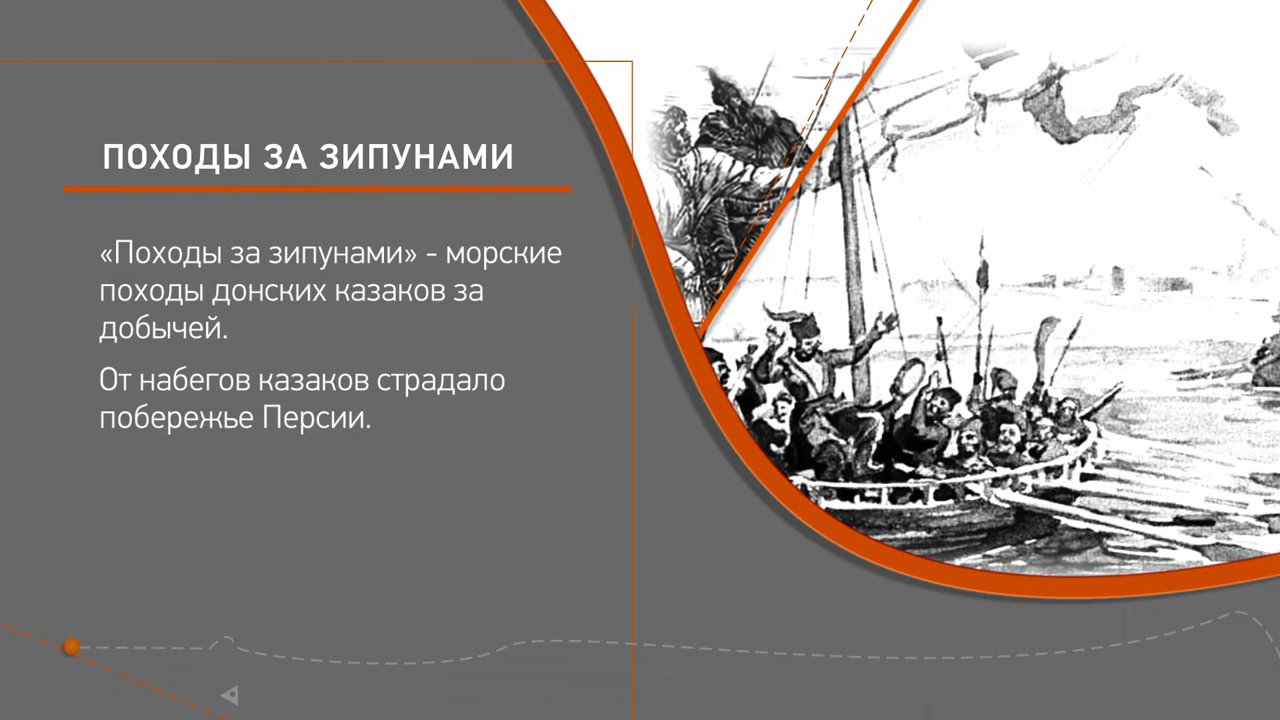 ПОХОДЫ ЗА ЗИПУНАМИ
«Походы за зипунами» - морские
походы донских казаков за
добычей.
От набегов казаков страдало
побережье Персии.